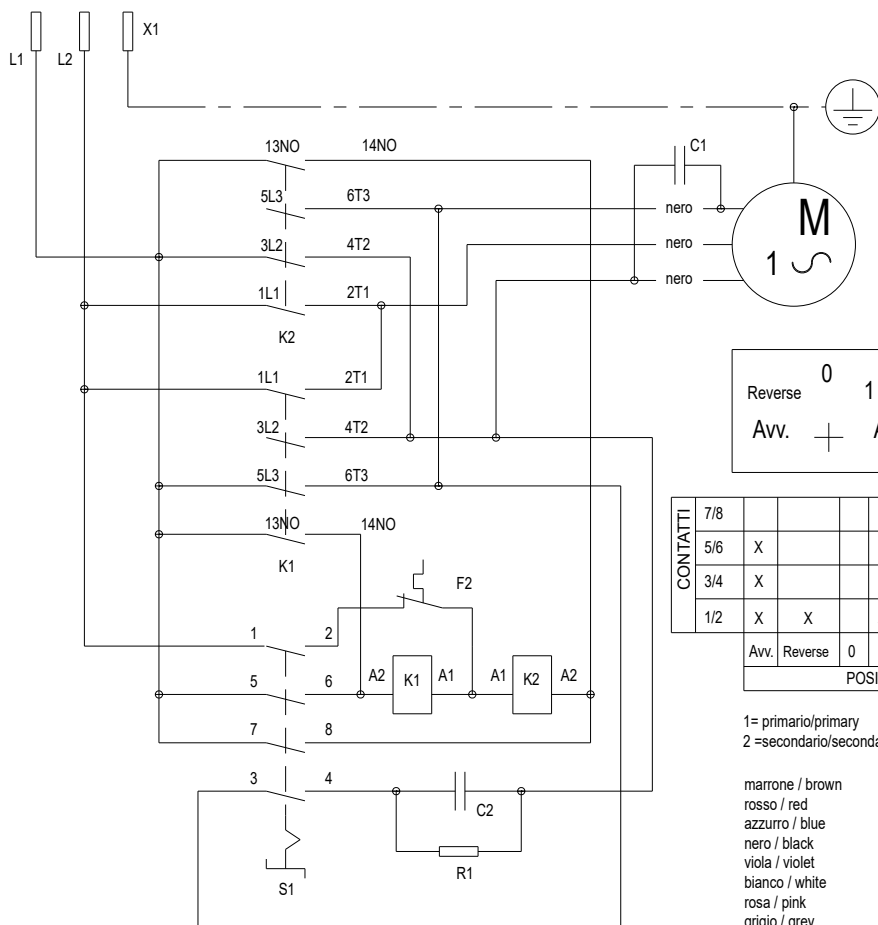 X1
L1
L2
13NO 14NO
C1
5L3 6T3
nero
M
3L2 4T2
nero
1
nero
1L1 2T1
K2
0
Reverse 1
1L1 2T1
Avv.
3L2 4T2
5L3 6T3
CONTATTI
7/8
13NO 14NO
5/6 X
K1
F2
3/4 X
1/2 X X
1 2
Avv. Reverse 0
5 6 A2 K1 A1 A1 K2 A2
POSI
7 8
1= primario/primary
2 =secondario/seconda
3 4
C2
marrone / brown
rosso / red
azzurro / blue
nero / black
R1
viola / violet
S1
bianco / white
rosa / pink
grigio / grey